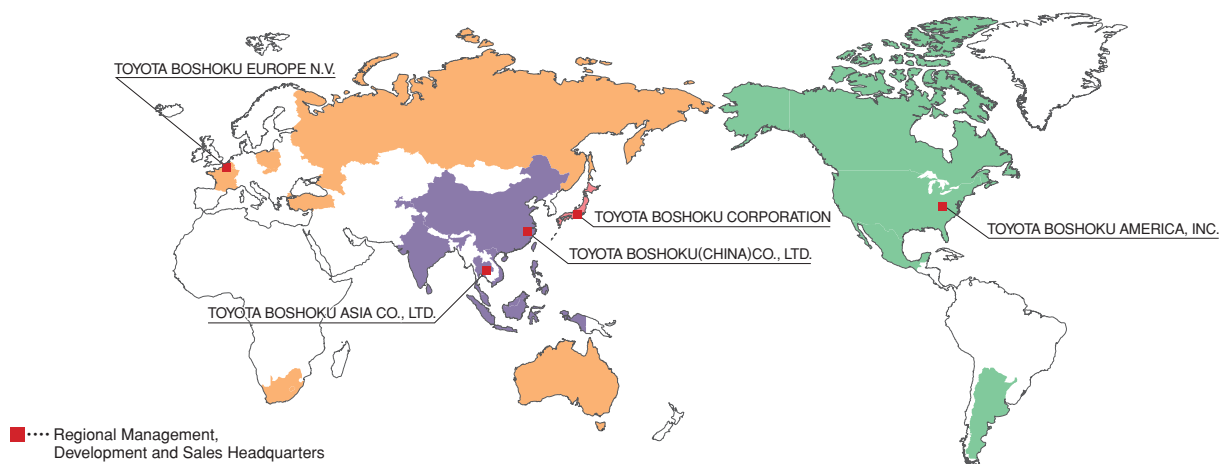 TOYOTA BOSHOKU EUROPE N.V.
TOYOTA BOSHOKU CORPORATION
TOYOTA BOSHOKU AMERICA, INC.
TOYOTA BOSHOKU(CHINA)CO., LTD.
TOYOTA BOSHOKU ASIA CO., LTD.
Regional Management,
Development and Sales Headquarters